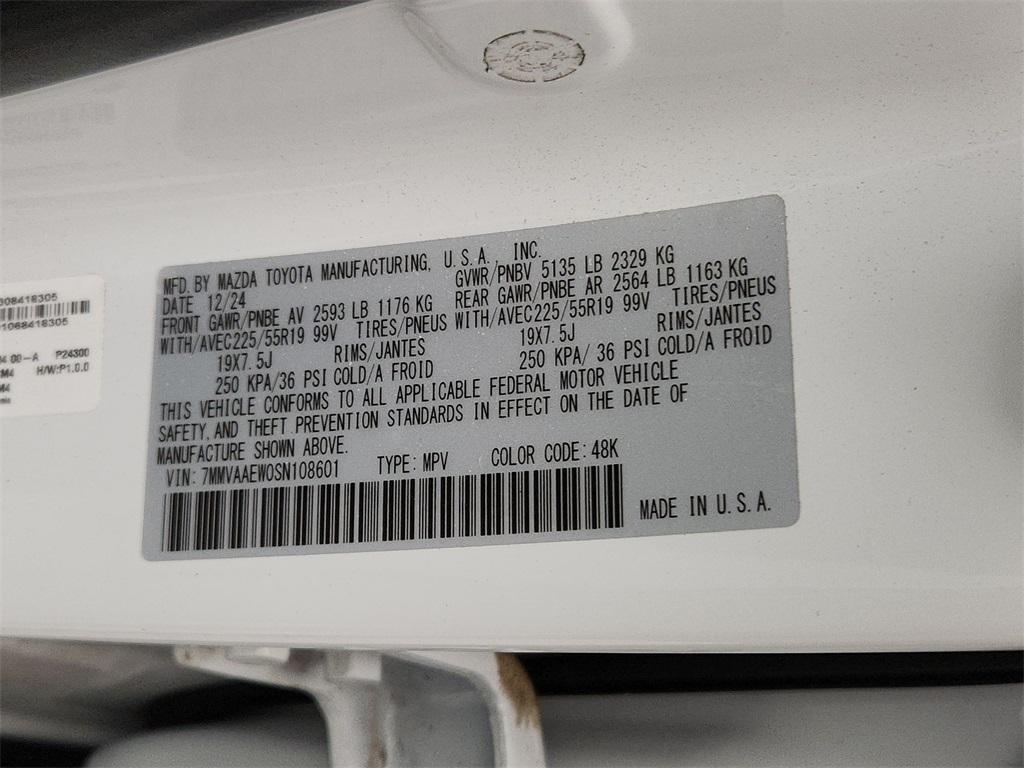 MFD. BY MAZDA TOYOTA MANUFACTURING, U.S.A., INC.
DATE 12/24 GVWR/PNBV 5135 LB 2329 KG
FRONT GAWR/PNBE AV 2593 LB 1176 KG REAR GAWR/PNBE AR 2564 LB 1163 KG
WITH/AVEC225/55R19 99V TIRES/PNEUS WITH/AVEC225/55R19 99V TIRES/PNEUS
19X7.5J RIMS/JANTES 19X7.5J RIMS/JANTES
250 KPA/36 PSI COLD/A FROID 250 KPA/ 36 PSI COLD/A FROID
THIS VEHICLE CONFORMS TO ALL APPLICABLE FEDERAL MOTOR VEHICLE
SAFETY, AND THEFT PREVENTION STANDARDS IN EFFECT ON THE DATE OF
MANUFACTURE SHOWN ABOVE.
VIN: 7MMVAAEW0SN108601 TYPE: MPV COLOR CODE: 48K
MADE IN U.S.A.
308418305
01068418305
04 00-A P24300
H/W:P1.0.0